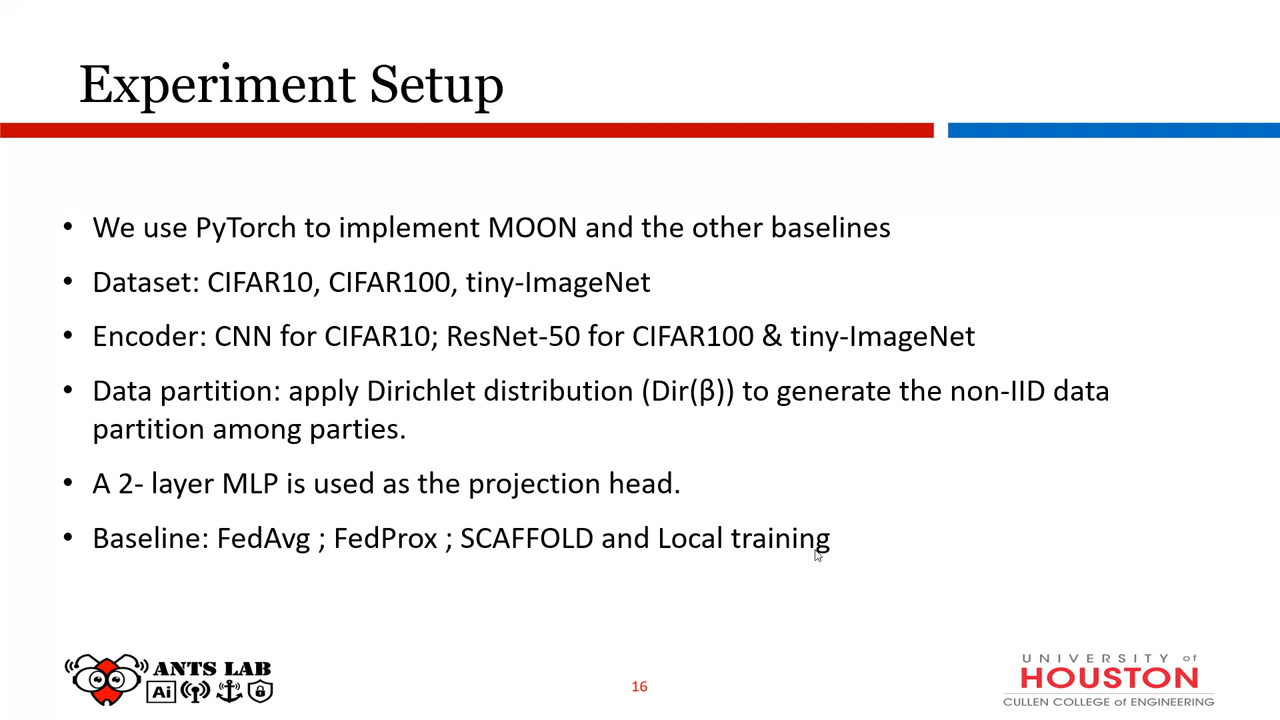 Experiment Setup
• We use PyTorch to implement MOON and the other baselines
• Dataset: CIFAR10, CIFAR100, tiny-ImageNet
• Encoder: CNN for CIFAR10; ResNet-50 for CIFAR100 & tiny-ImageNet
• Data partition: apply Dirichlet distribution (Dir(β)) to generate the non-IID data
partition among parties.
• A 2- layer MLP is used as the projection head.
• Baseline: FedAvg ; FedProx ; SCAFFOLD and Local training
ANTS LAB
Ai
16
UNIVERSITY of
HOUSTON
CULLEN COLLEGE of ENGINEERING